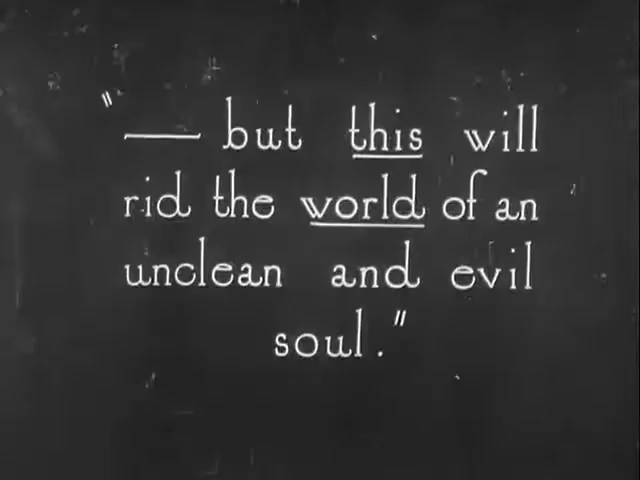 "— but this will
rid the world of an
unclean and evil
soul."